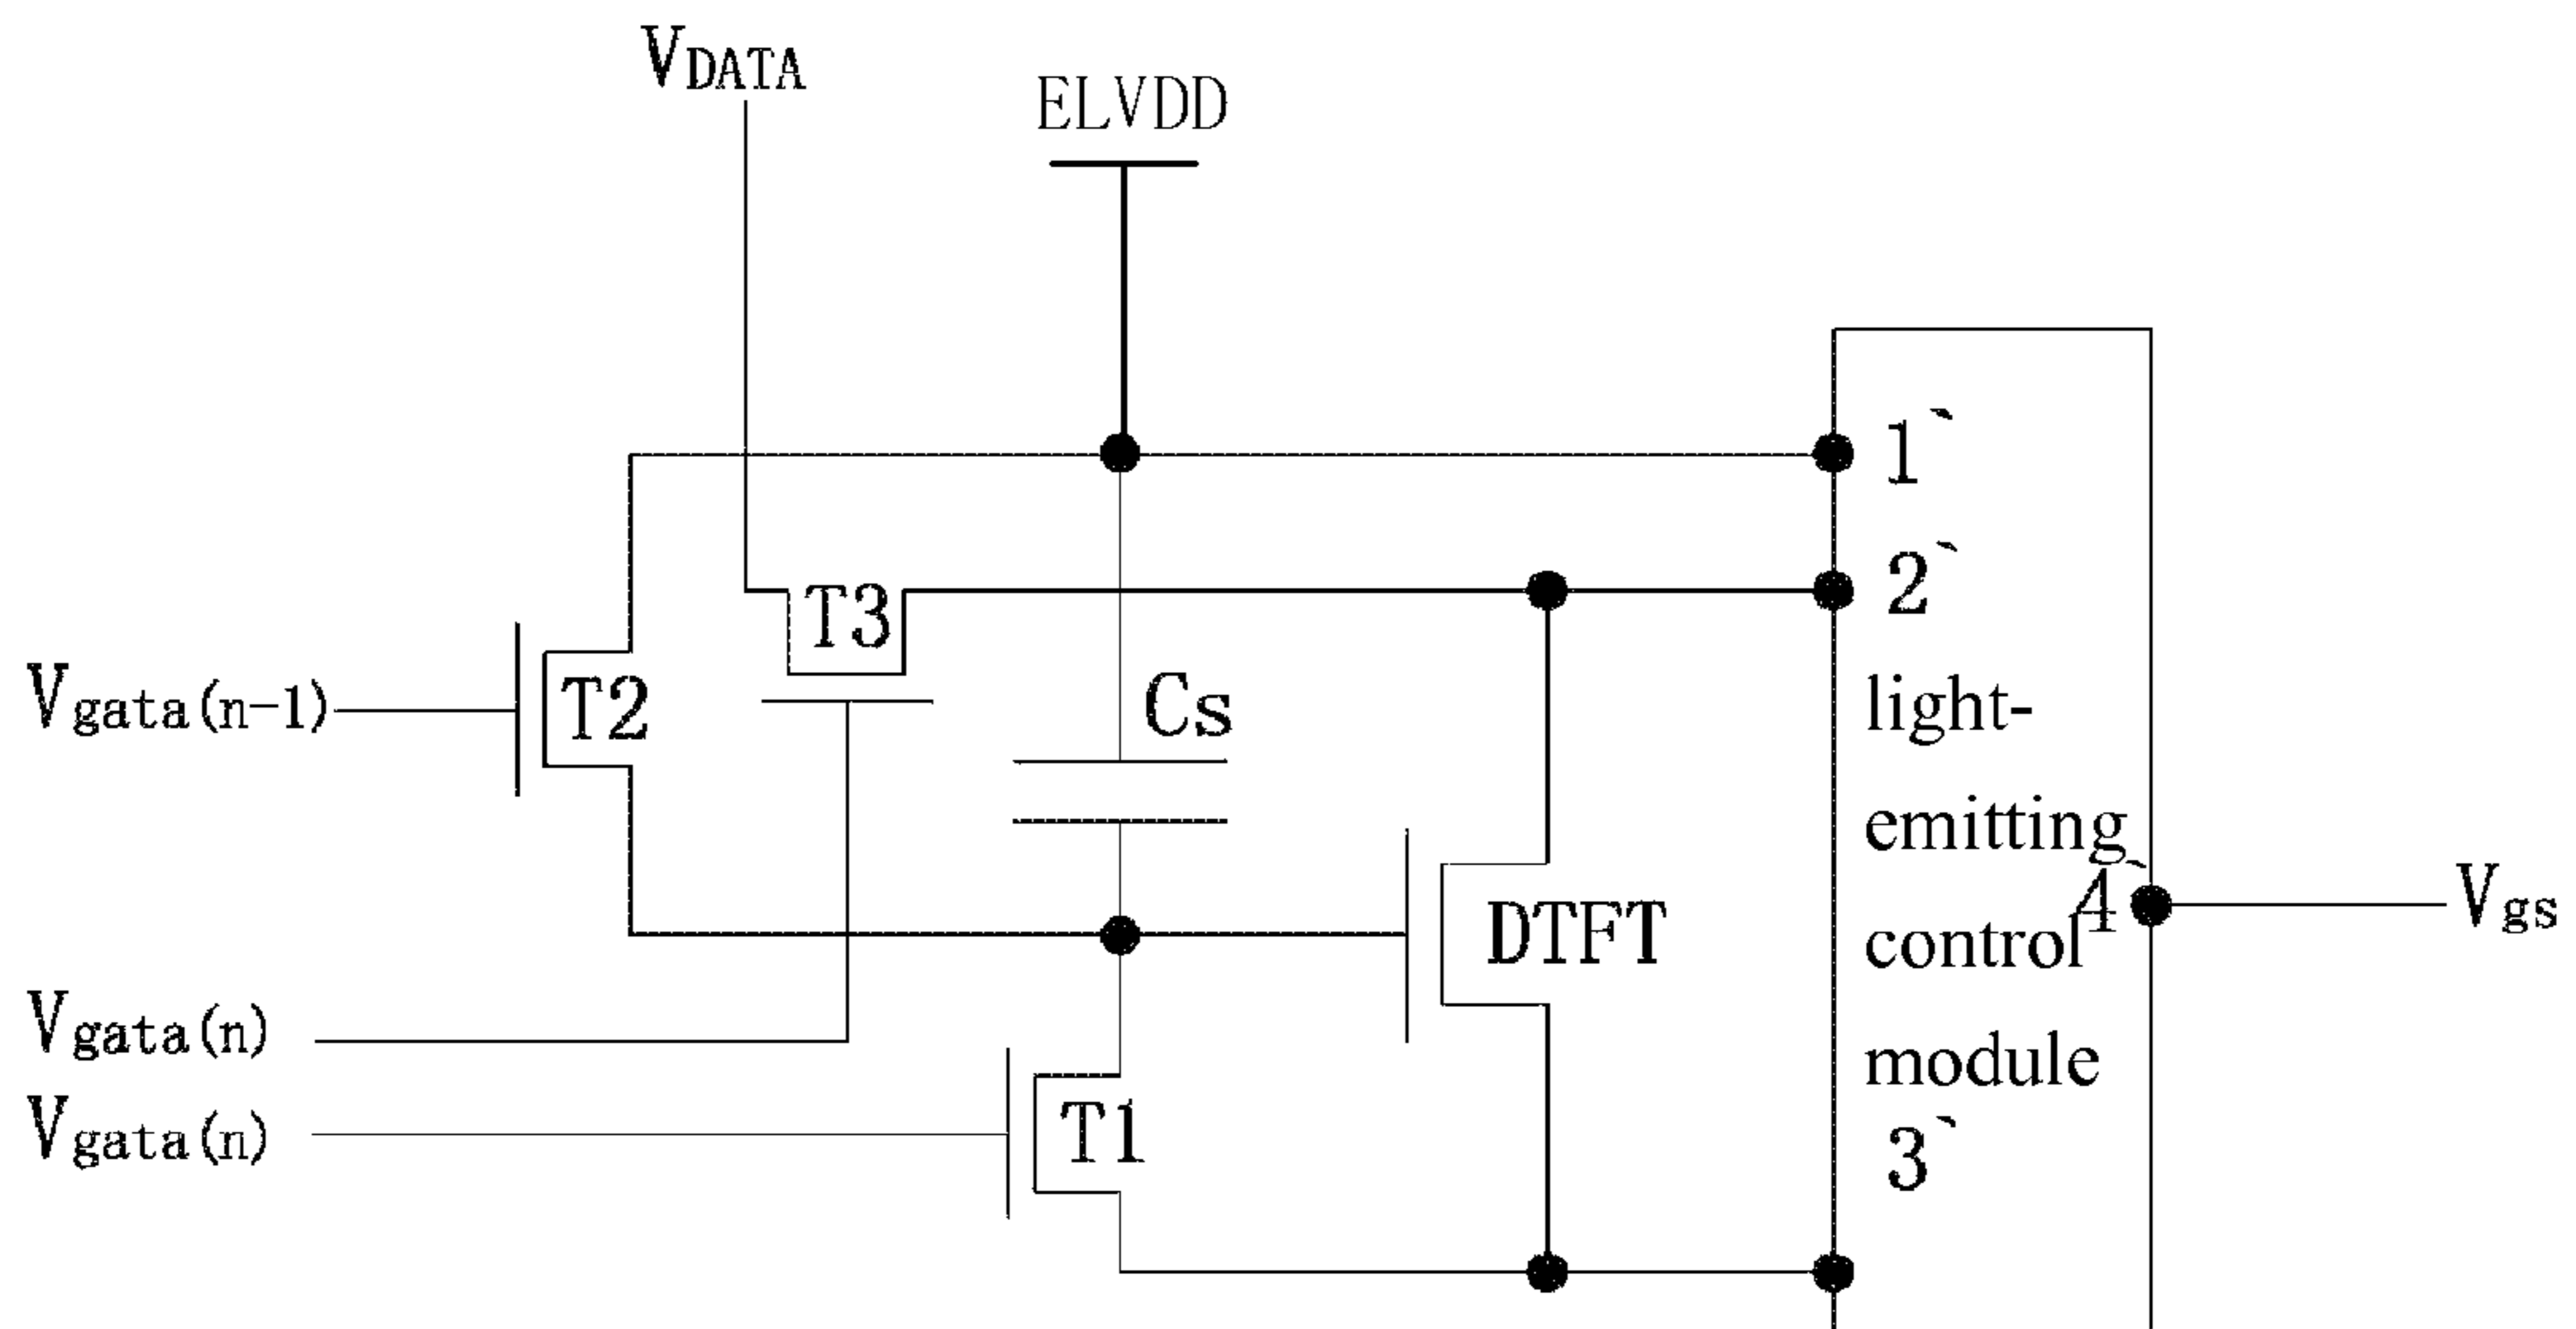 VDATA
ELVDD
1`
2`
T3
T2
Cs
Vgata(n-1)
light-
emitting
4`
control
module
DTFT
Vgs
Vgata(n)
Vgata(n)
T1
3`